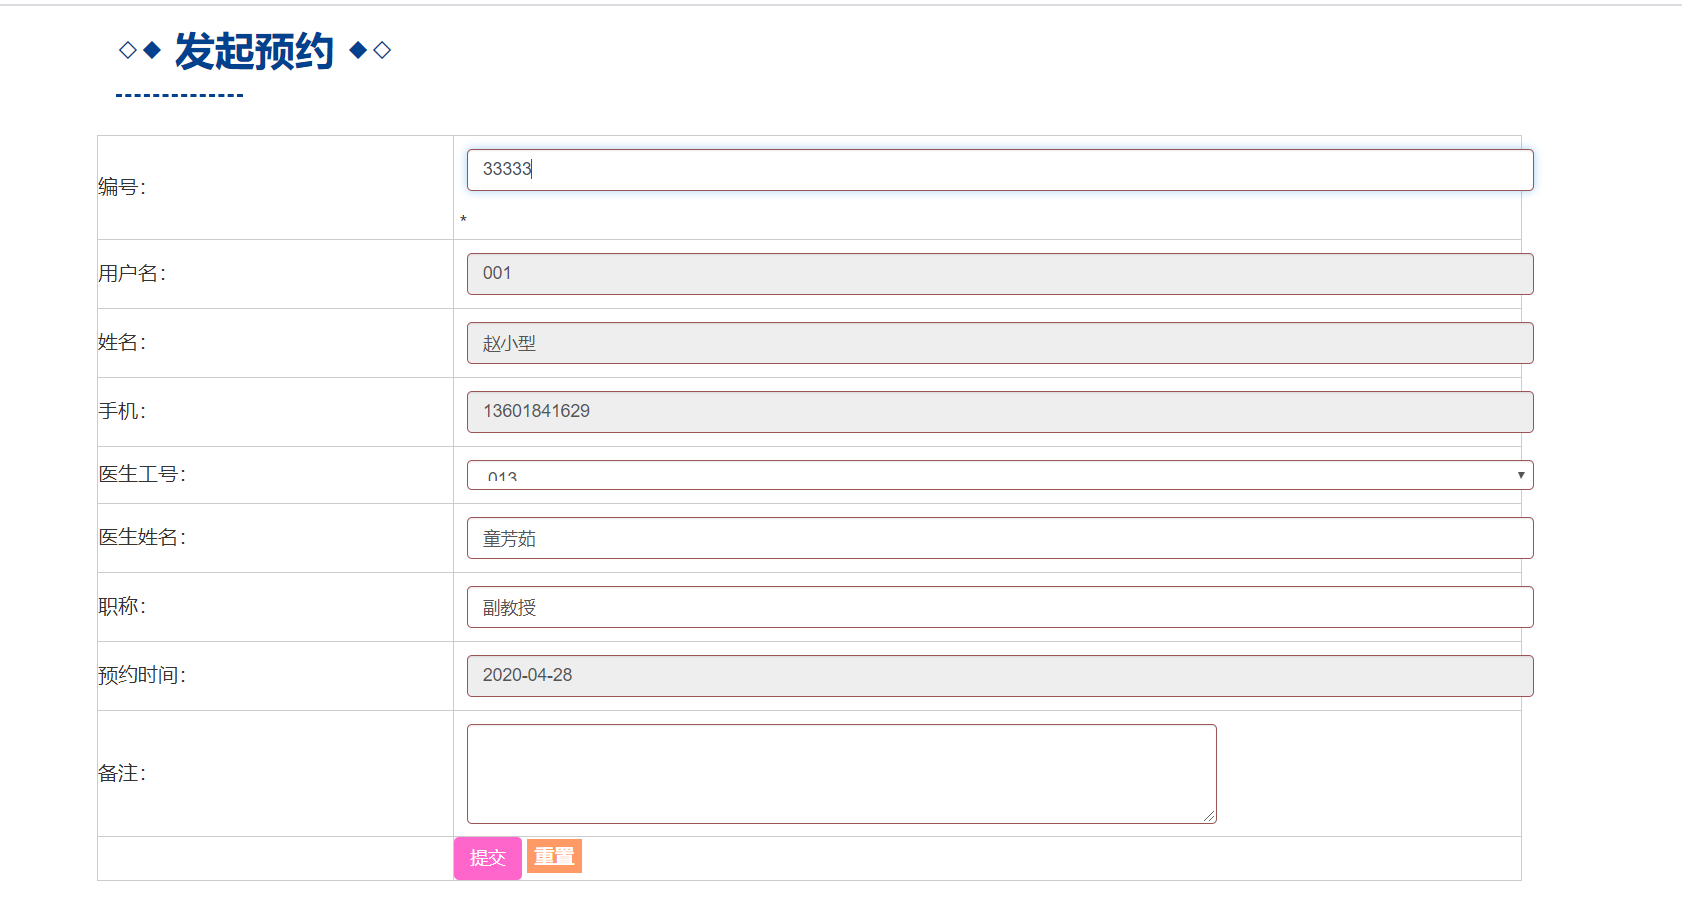 ◇◆ 发起预约 ◆◇
编号：
33333
*
用户名：
001
姓名：
赵小型
手机：
13601841629
医生工号：
013
医生姓名：
童芳茹
职称：
副教授
预约时间：
2020-04-28
备注：
提交 重置